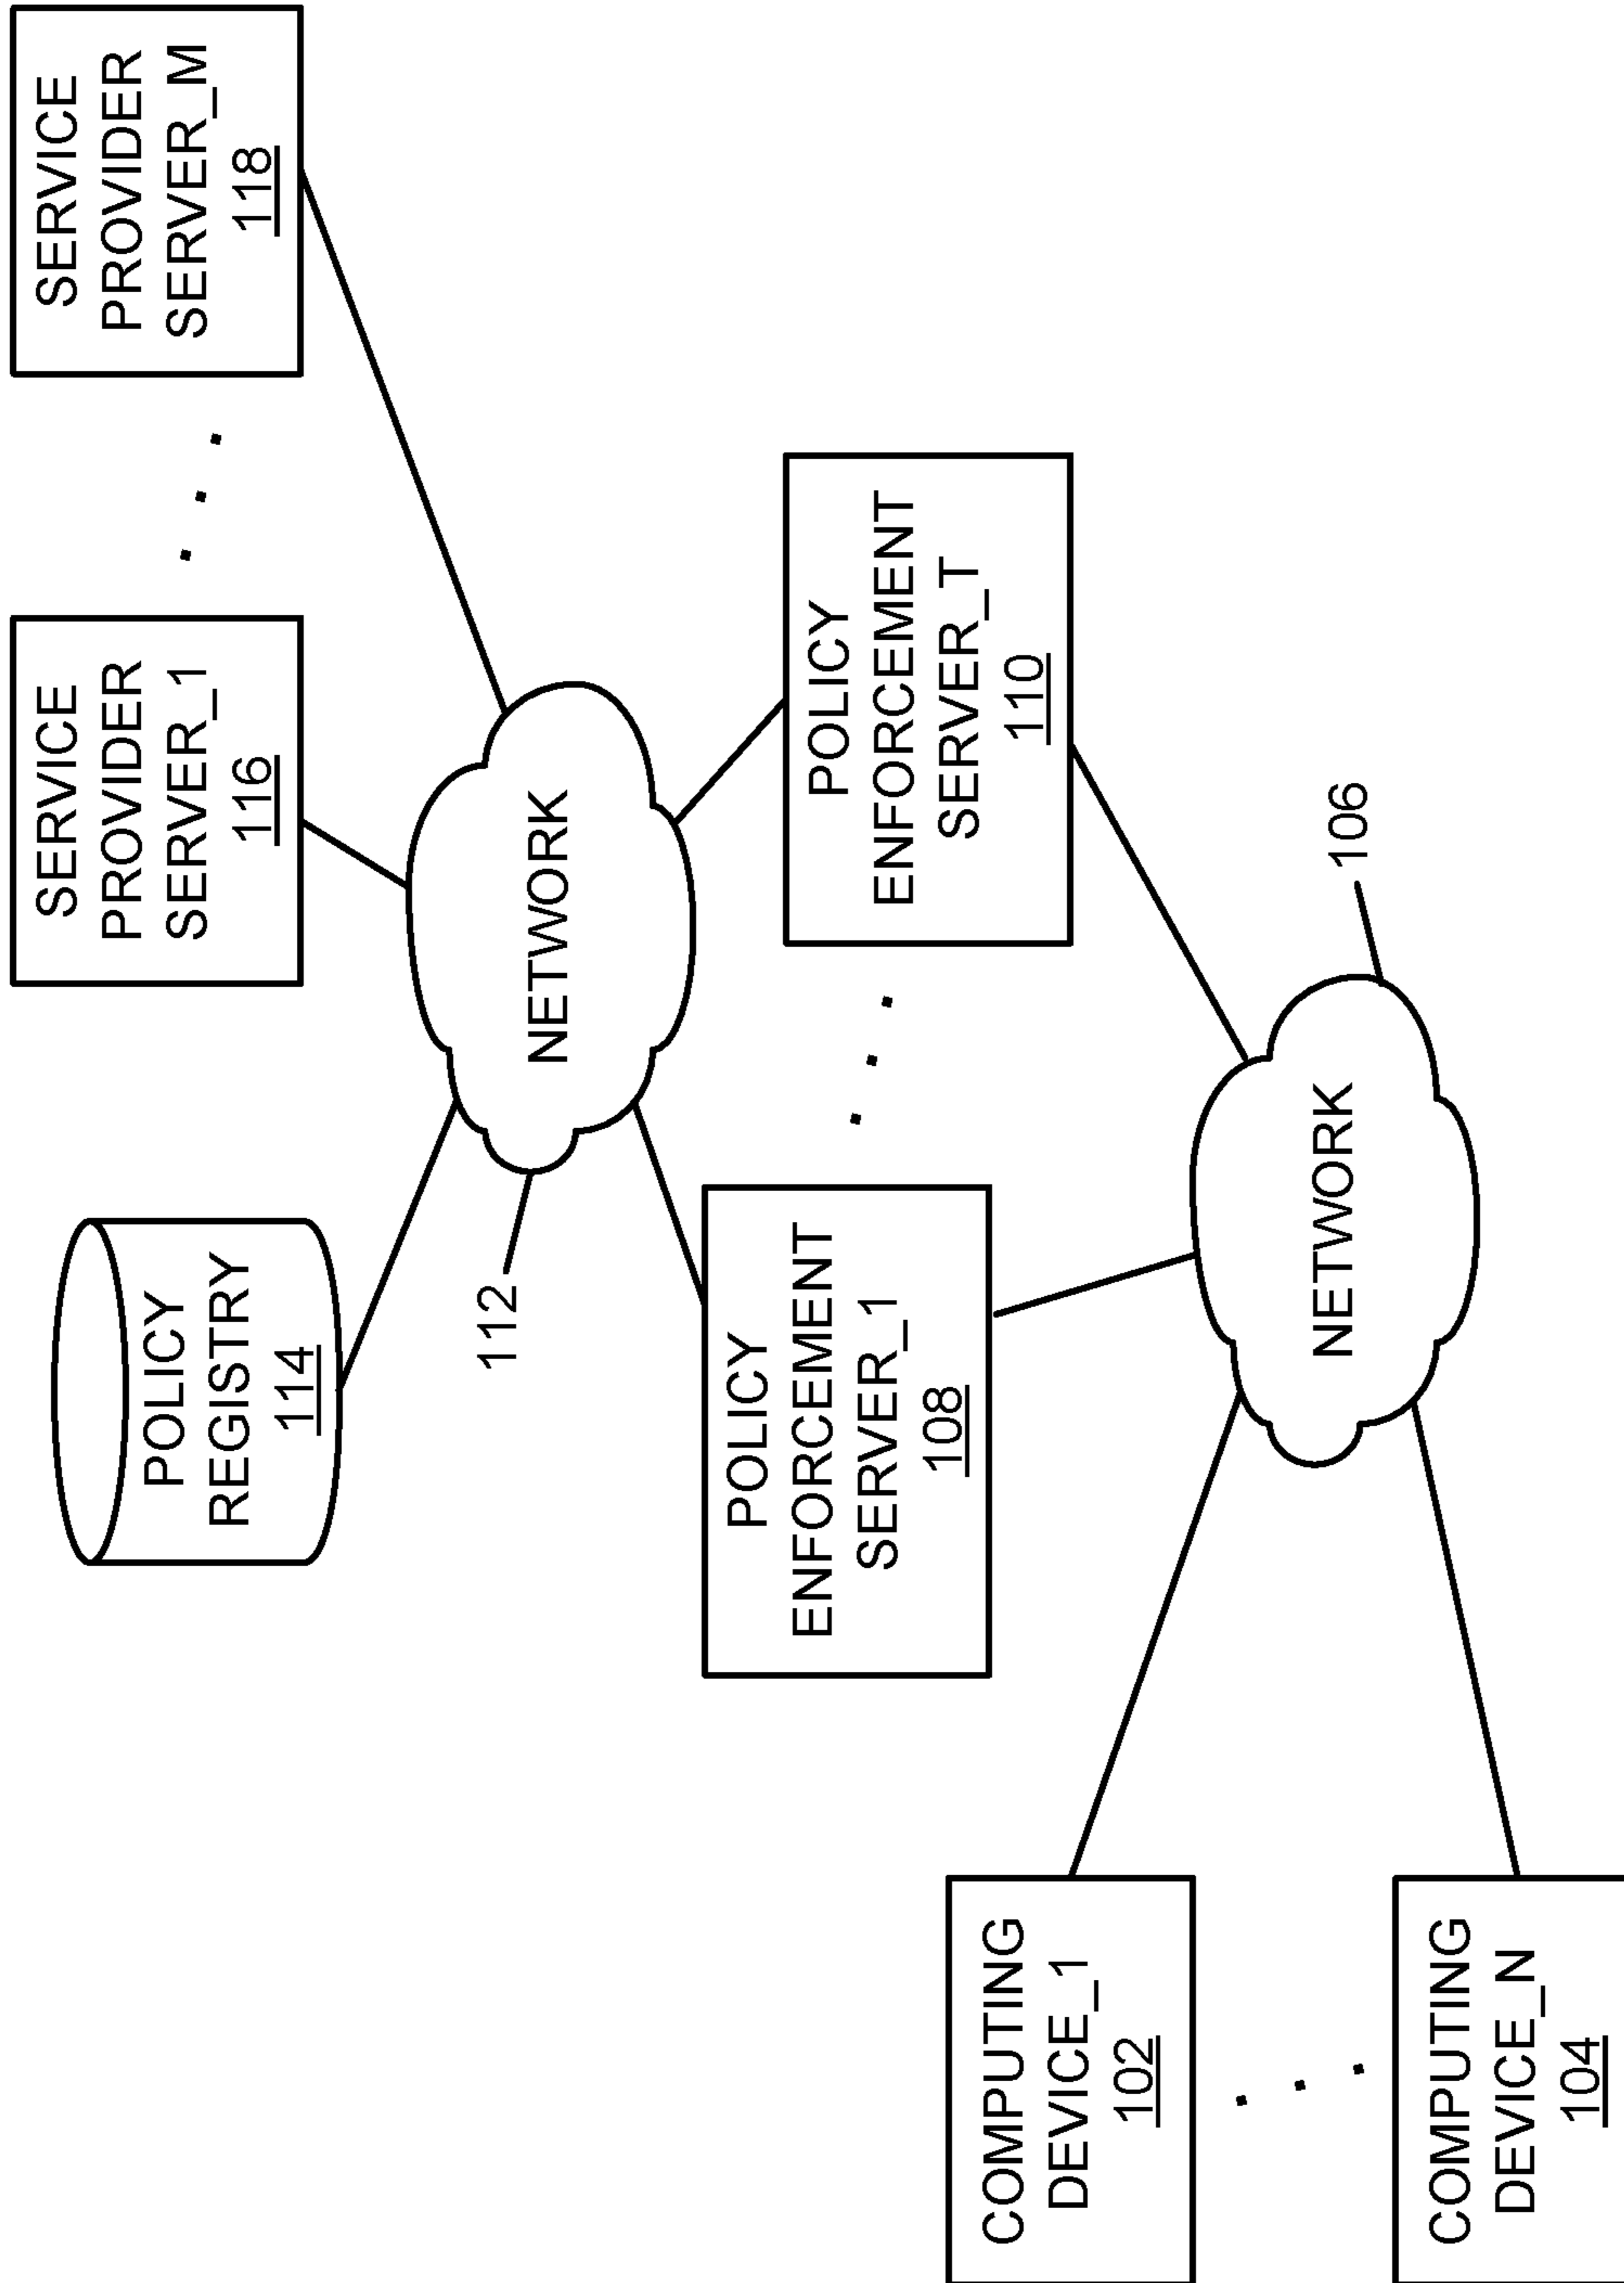 COMPUTING
DEVICE_1
102
COMPUTING
DEVICE_N
104
NETWORK
106
POLICY
ENFORCEMENT
SERVER_1
108
POLICY
ENFORCEMENT
SERVER_T
110
NETWORK
112
POLICY
REGISTRY
114
SERVICE
PROVIDER
SERVER_1
116
SERVICE
PROVIDER
SERVER_M
118